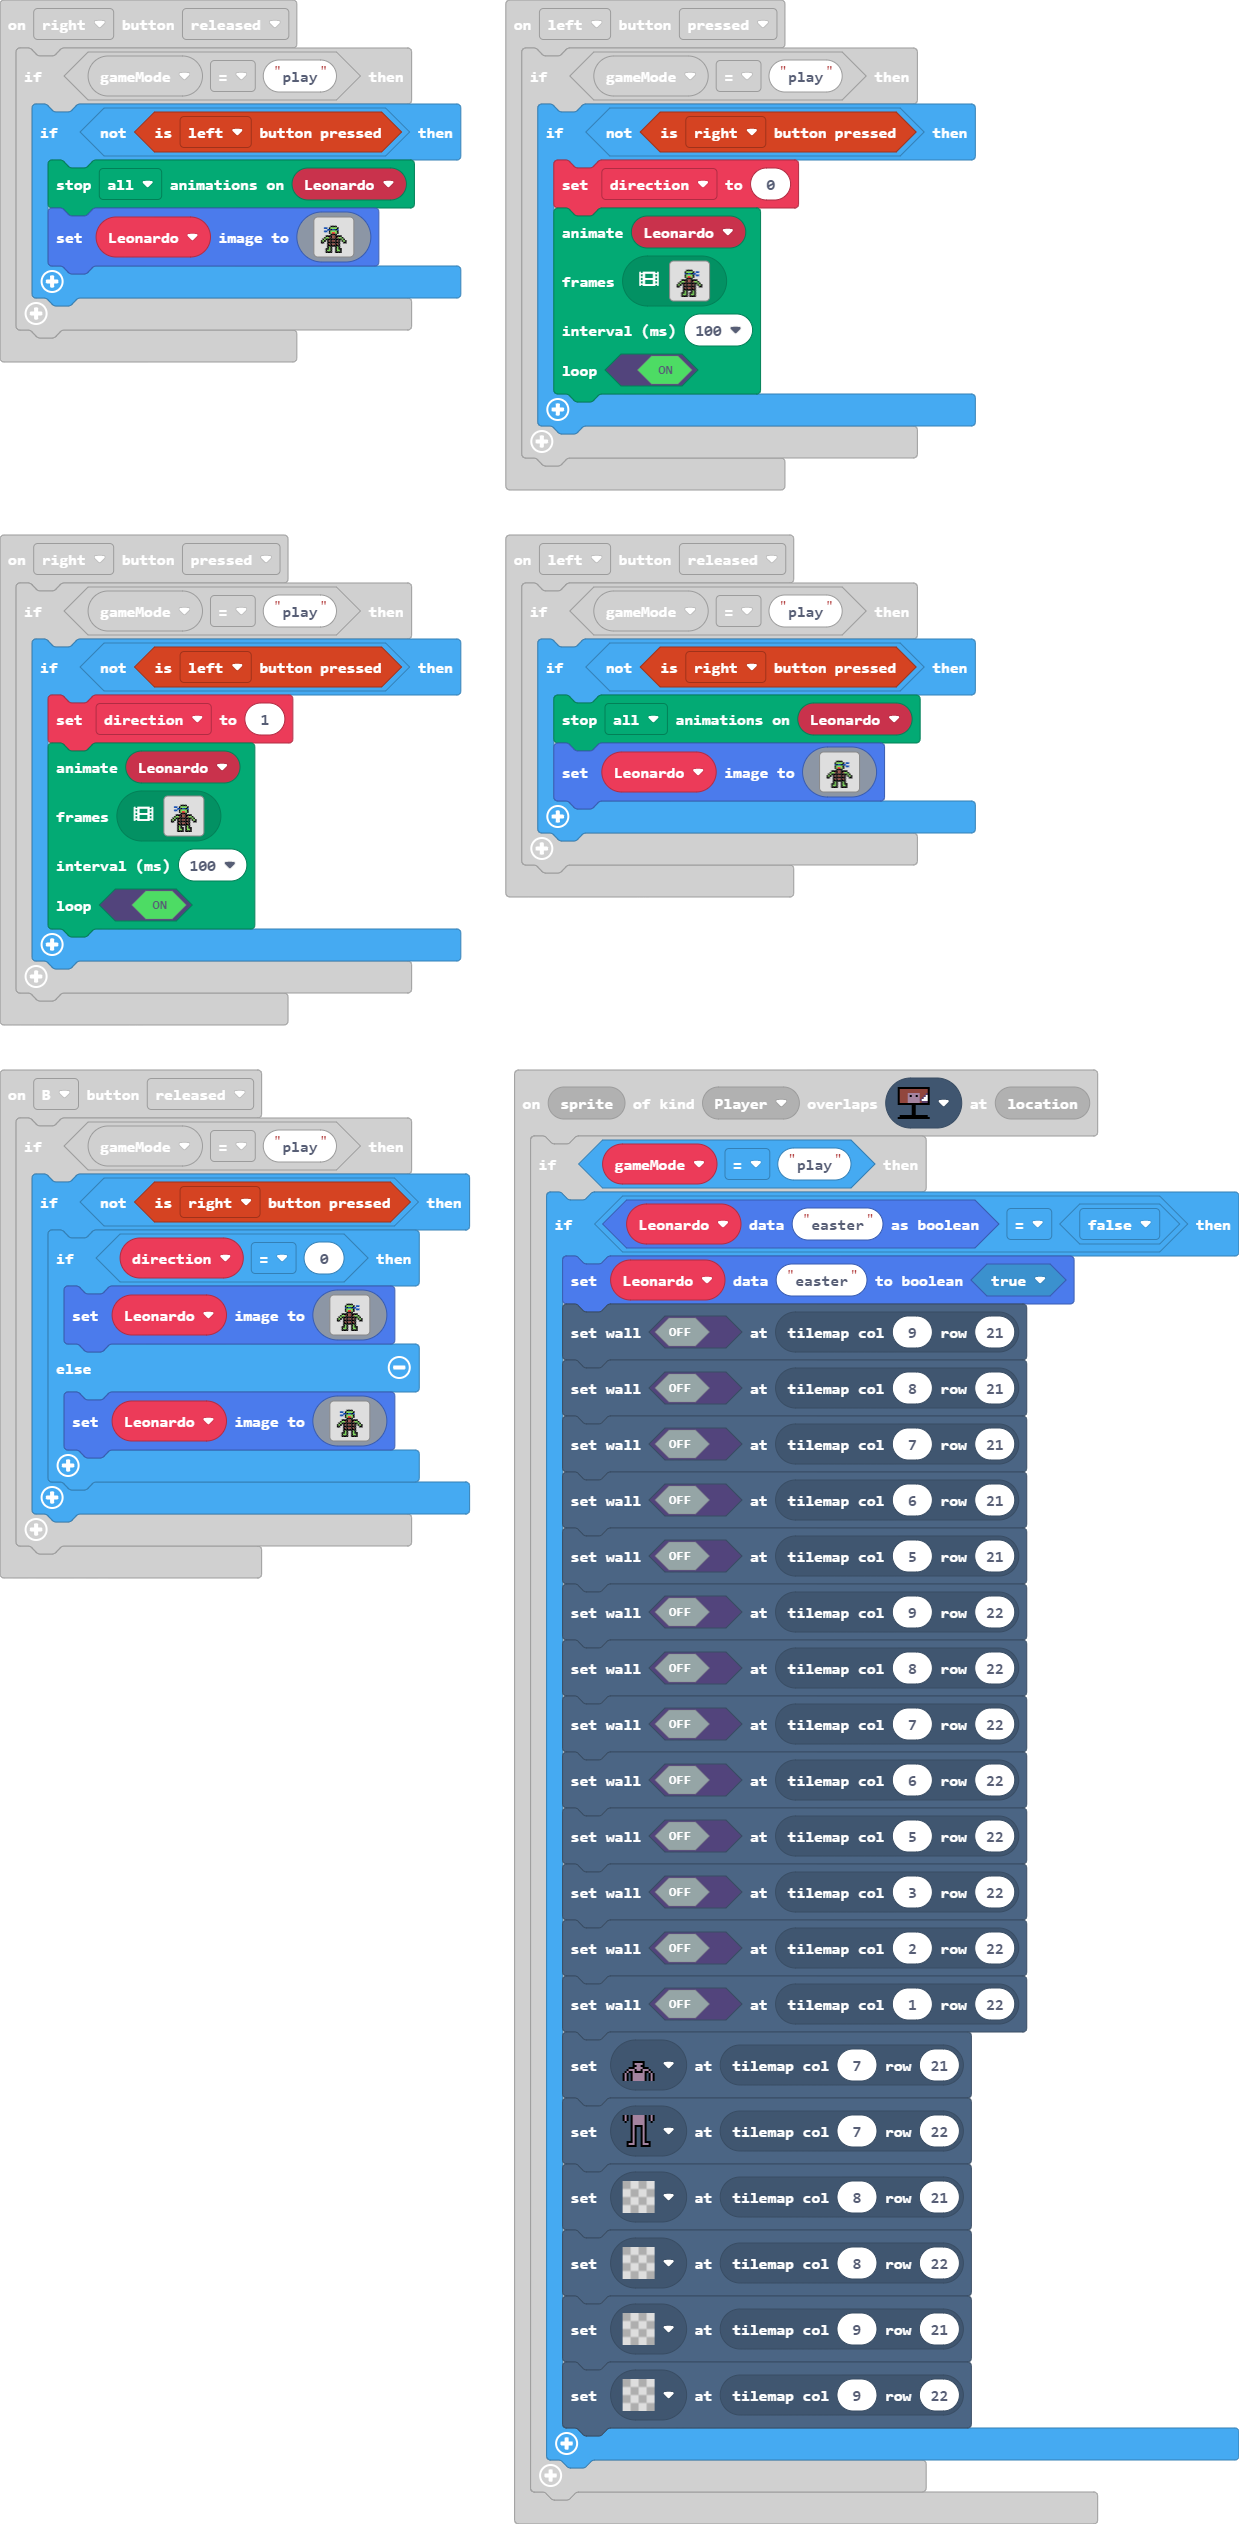 on right button released
if gameMode = "play" then
if not is left button pressed then
stop all animations on Leonardo
set Leonardo image to
on left button pressed
if gameMode = "play" then
if not is right button pressed then
set direction to 0
animate Leonardo
frames
interval (ms) 100
loop ON
on right button pressed
if gameMode = "play" then
if not is left button pressed then
set direction to 1
animate Leonardo
frames
interval (ms) 100
loop ON
on left button released
if gameMode = "play" then
if not is right button pressed then
stop all animations on Leonardo
set Leonardo image to
on B button released
if gameMode = "play" then
if not is right button pressed then
if direction = 0 then
set Leonardo image to
else
set Leonardo image to
on sprite of kind Player overlaps at location
if gameMode = "play" then
if Leonardo data "easter" as boolean = false then
set Leonardo data "easter" to boolean true
set wall OFF at tilemap col 9 row 21
set wall OFF at tilemap col 8 row 21
set wall OFF at tilemap col 7 row 21
set wall OFF at tilemap col 6 row 21
set wall OFF at tilemap col 5 row 21
set wall OFF at tilemap col 9 row 22
set wall OFF at tilemap col 8 row 22
set wall OFF at tilemap col 7 row 22
set wall OFF at tilemap col 6 row 22
set wall OFF at tilemap col 5 row 22
set wall OFF at tilemap col 3 row 22
set wall OFF at tilemap col 2 row 22
set wall OFF at tilemap col 1 row 22
set at tilemap col 7 row 21
set at tilemap col 7 row 22
set at tilemap col 8 row 21
set at tilemap col 8 row 22
set at tilemap col 9 row 21
set at tilemap col 9 row 22